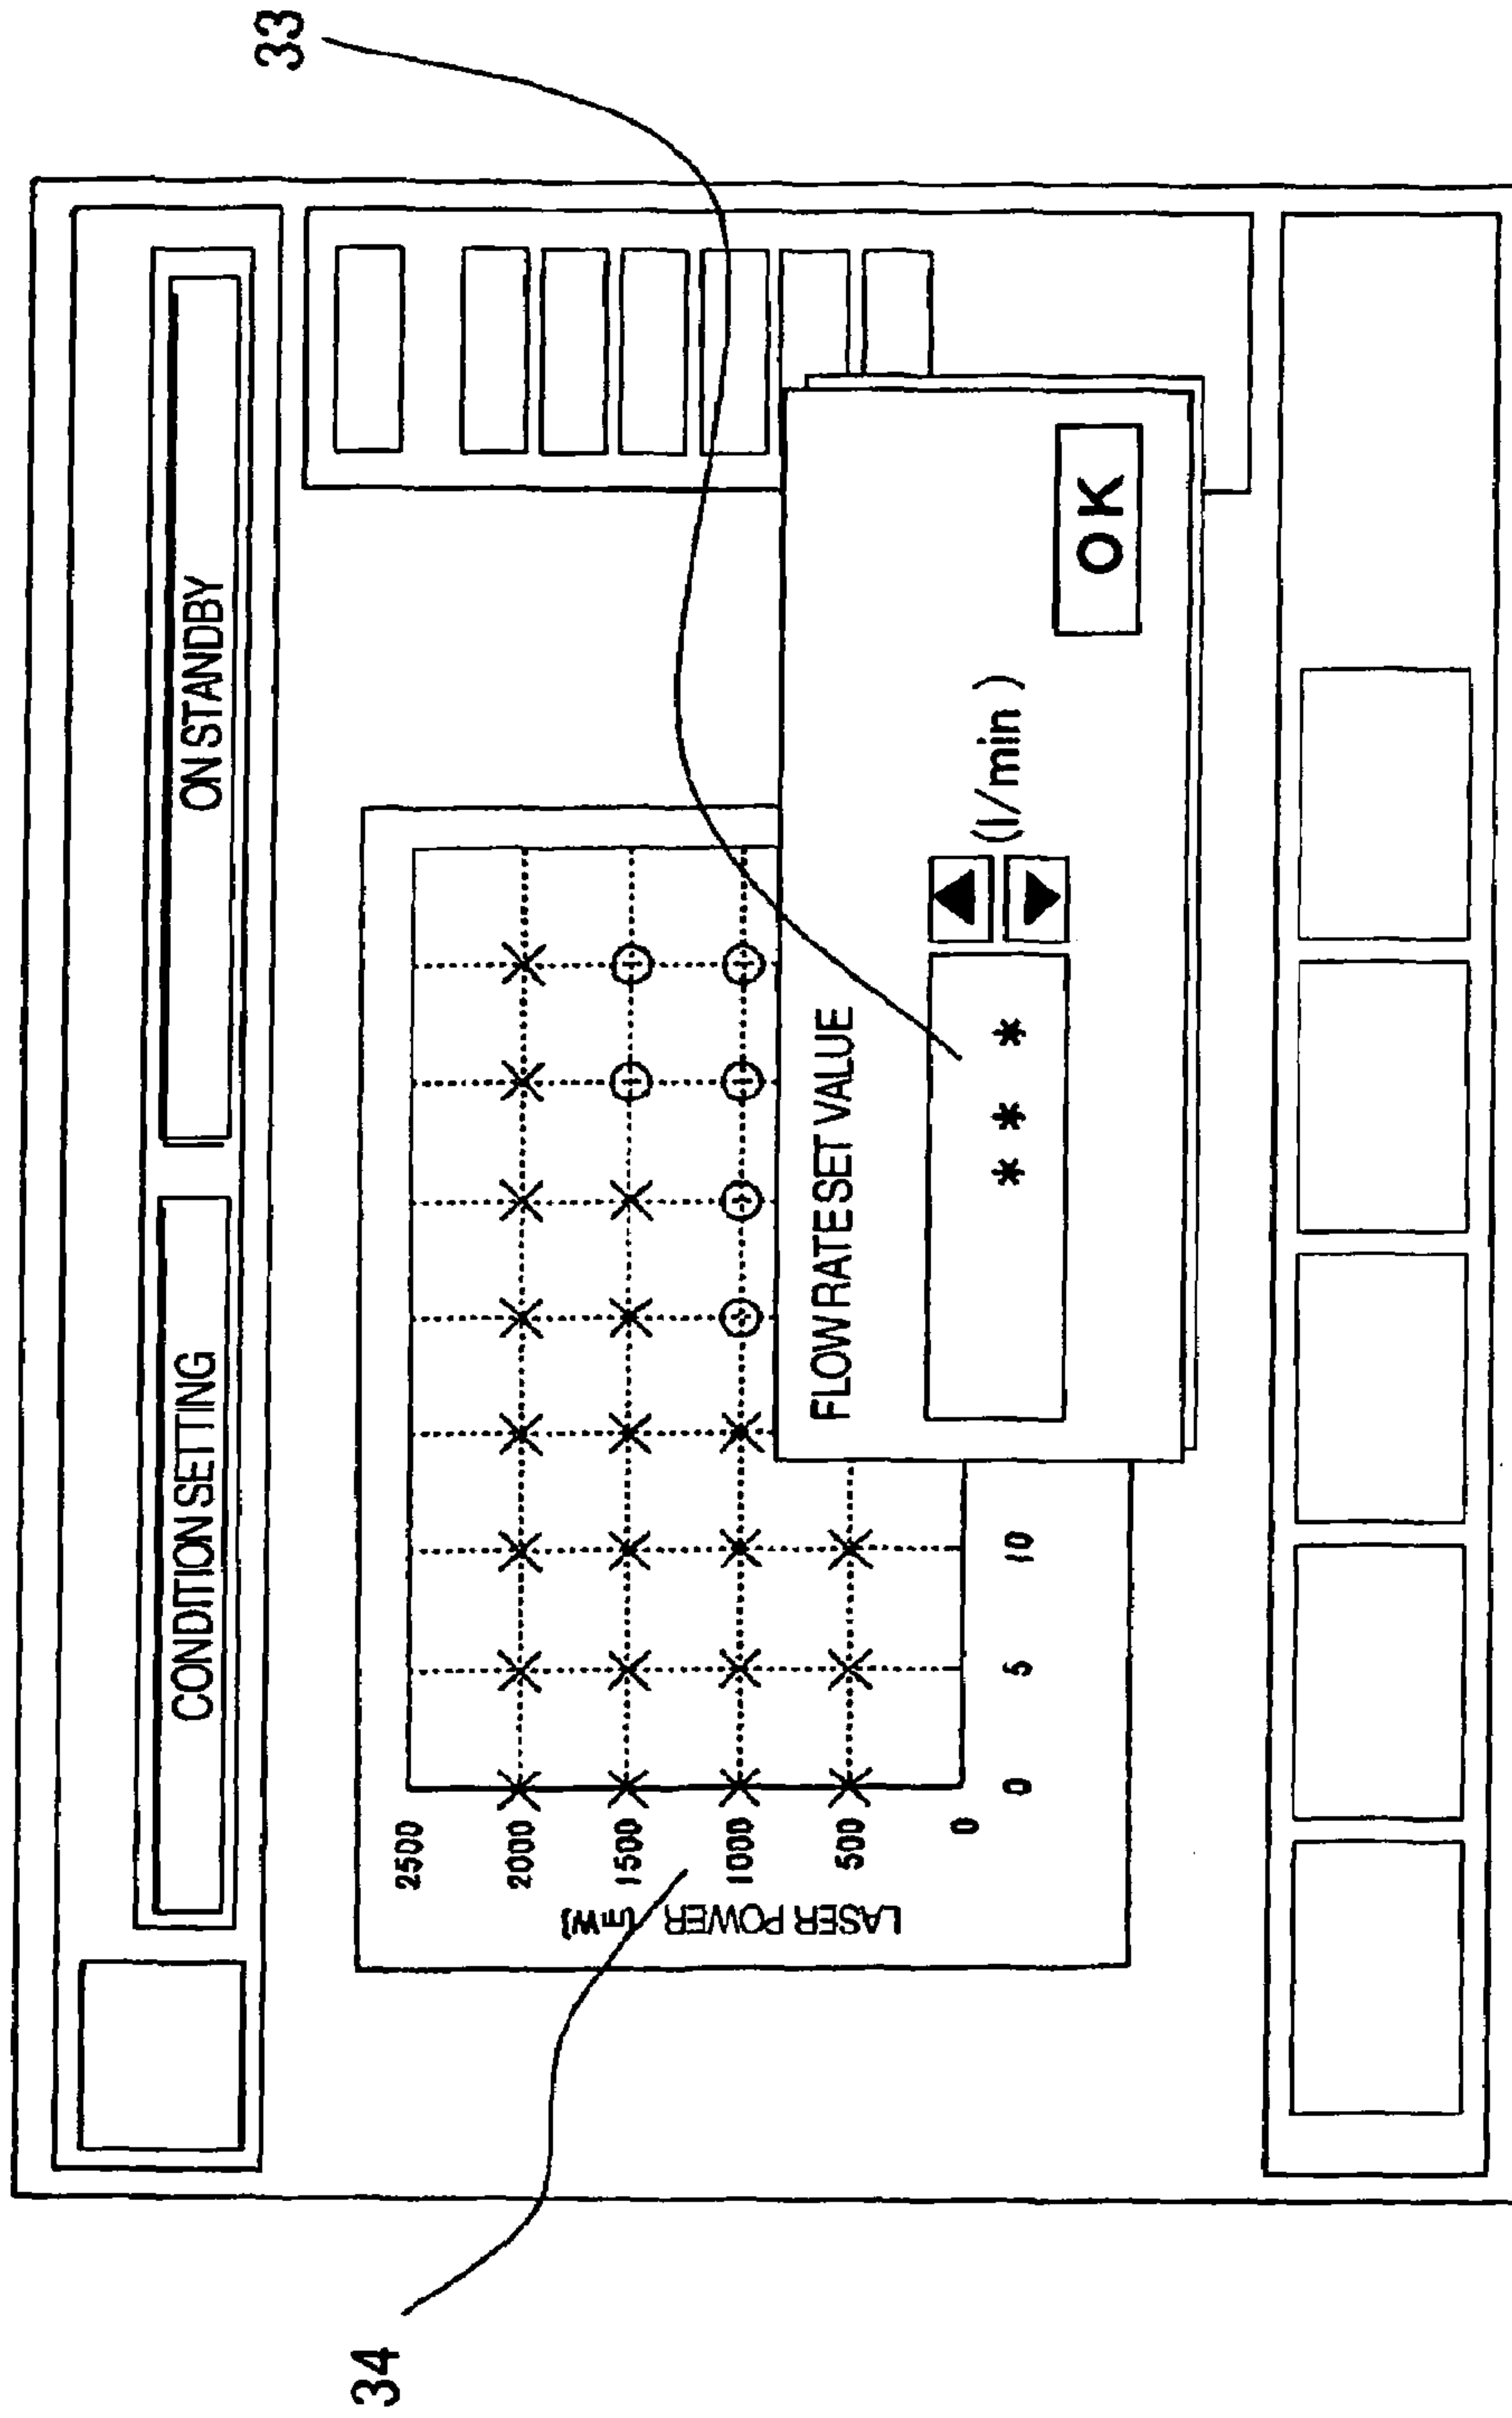 33
CONDITION SETTING
ON STANDBY
2500
2000
1500
1000
500
0
LASER POWER (mW)
0
5
10
FLOW RATE SET VALUE
* * *
(l/min)
OK
34